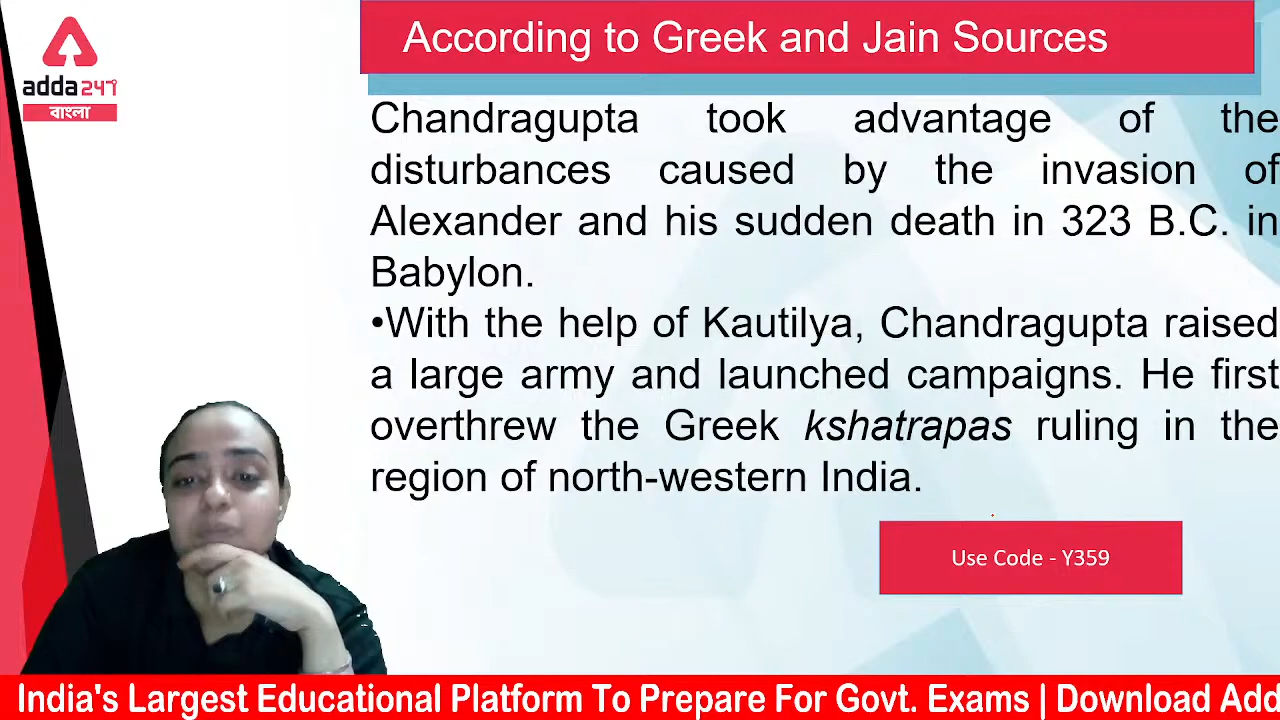 According to Greek and Jain Sources
adda247
বাংলা
Chandragupta took advantage of the
disturbances caused by the invasion of
Alexander and his sudden death in 323 B.C. in
Babylon.
•With the help of Kautilya, Chandragupta raised
a large army and launched campaigns. He first
overthrew the Greek kshatrapas ruling in the
region of north-western India.
Use Code - Y359
India's Largest Educational Platform To Prepare For Govt. Exams | Download Add